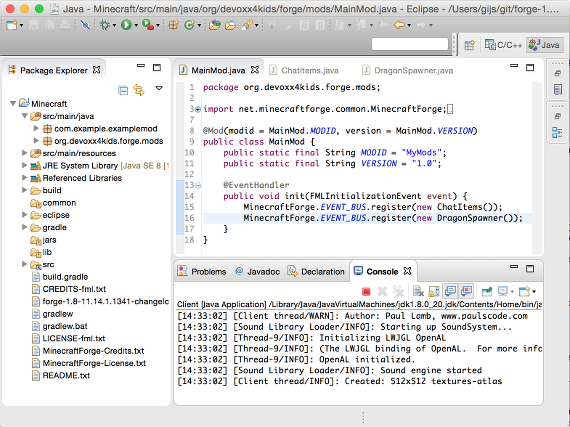 Java - Minecraft/src/main/java/org/devoxx4kids/forge/mods/MainMod.java - Eclipse - /Users/gijs/git/forge-1....
C/C++
Java
Package Explorer
Minecraft
src/main/java
com.example.examplemod
org.devoxx4kids.forge.mods
src/main/resources
JRE System Library [Java SE 8 [
Referenced Libraries
build
common
eclipse
gradle
jars
lib
src
build.gradle
CREDITS-fml.txt
forge-1.8-11.14.1.1341-changelo
gradlew
gradlew.bat
LICENSE-fml.txt
MinecraftForge-Credits.txt
MinecraftForge-License.txt
README.txt
MainMod.java
ChatItems.java
DragonSpawner.java
1 package org.devoxx4kids.forge.mods;
2
3 import net.minecraftforge.common.MinecraftForge;
8
9 @Mod(modid = MainMod.MODID, version = MainMod.VERSION)
9 public class MainMod {
10 public static final String MODID = "MyMods";
11 public static final String VERSION = "1.0";
12
13 @EventHandler
14 public void init(FMLInitializationEvent event) {
15 MinecraftForge.EVENT_BUS.register(new ChatItems());
16 MinecraftForge.EVENT_BUS.register(new DragonSpawner());
17 }
18 }
Problems
@ Javadoc
Declaration
Console
Client [Java Application] /Library/Java/JavaVirtualMachines/jdk1.8.0_20.jdk/Contents/Home/bin/ja
[14:33:02] [Client thread/WARN]: Author: Paul Lamb, www.paulscode.com
[14:33:02] [Sound Library Loader/INFO]: Starting up SoundSystem...
[14:33:02] [Thread-9/INFO]: Initializing LWJGL OpenAL
[14:33:02] [Thread-9/INFO]: (The LWJGL binding of OpenAL. For more info
[14:33:02] [Thread-9/INFO]: OpenAL initialized.
[14:33:02] [Sound Library Loader/INFO]: Sound engine started
[14:33:02] [Client thread/INFO]: Created: 512x512 textures-atlas